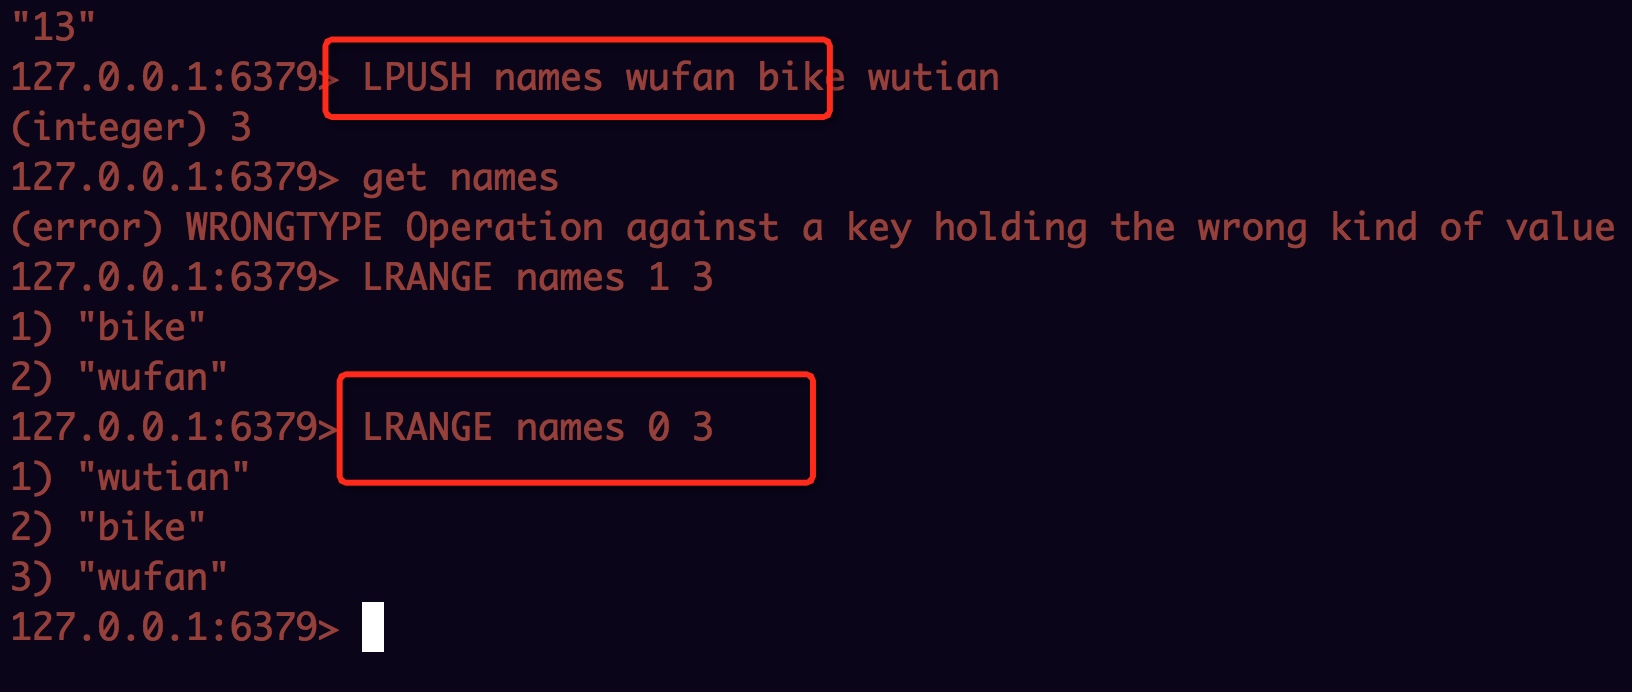 "13"
127.0.0.1:6379> LPUSH names wufan bike wutian
(integer) 3
127.0.0.1:6379> get names
(error) WRONGTYPE Operation against a key holding the wrong kind of value
127.0.0.1:6379> LRANGE names 1 3
1) "bike"
2) "wufan"
127.0.0.1:6379> LRANGE names 0 3
1) "wutian"
2) "bike"
3) "wufan"
127.0.0.1:6379>